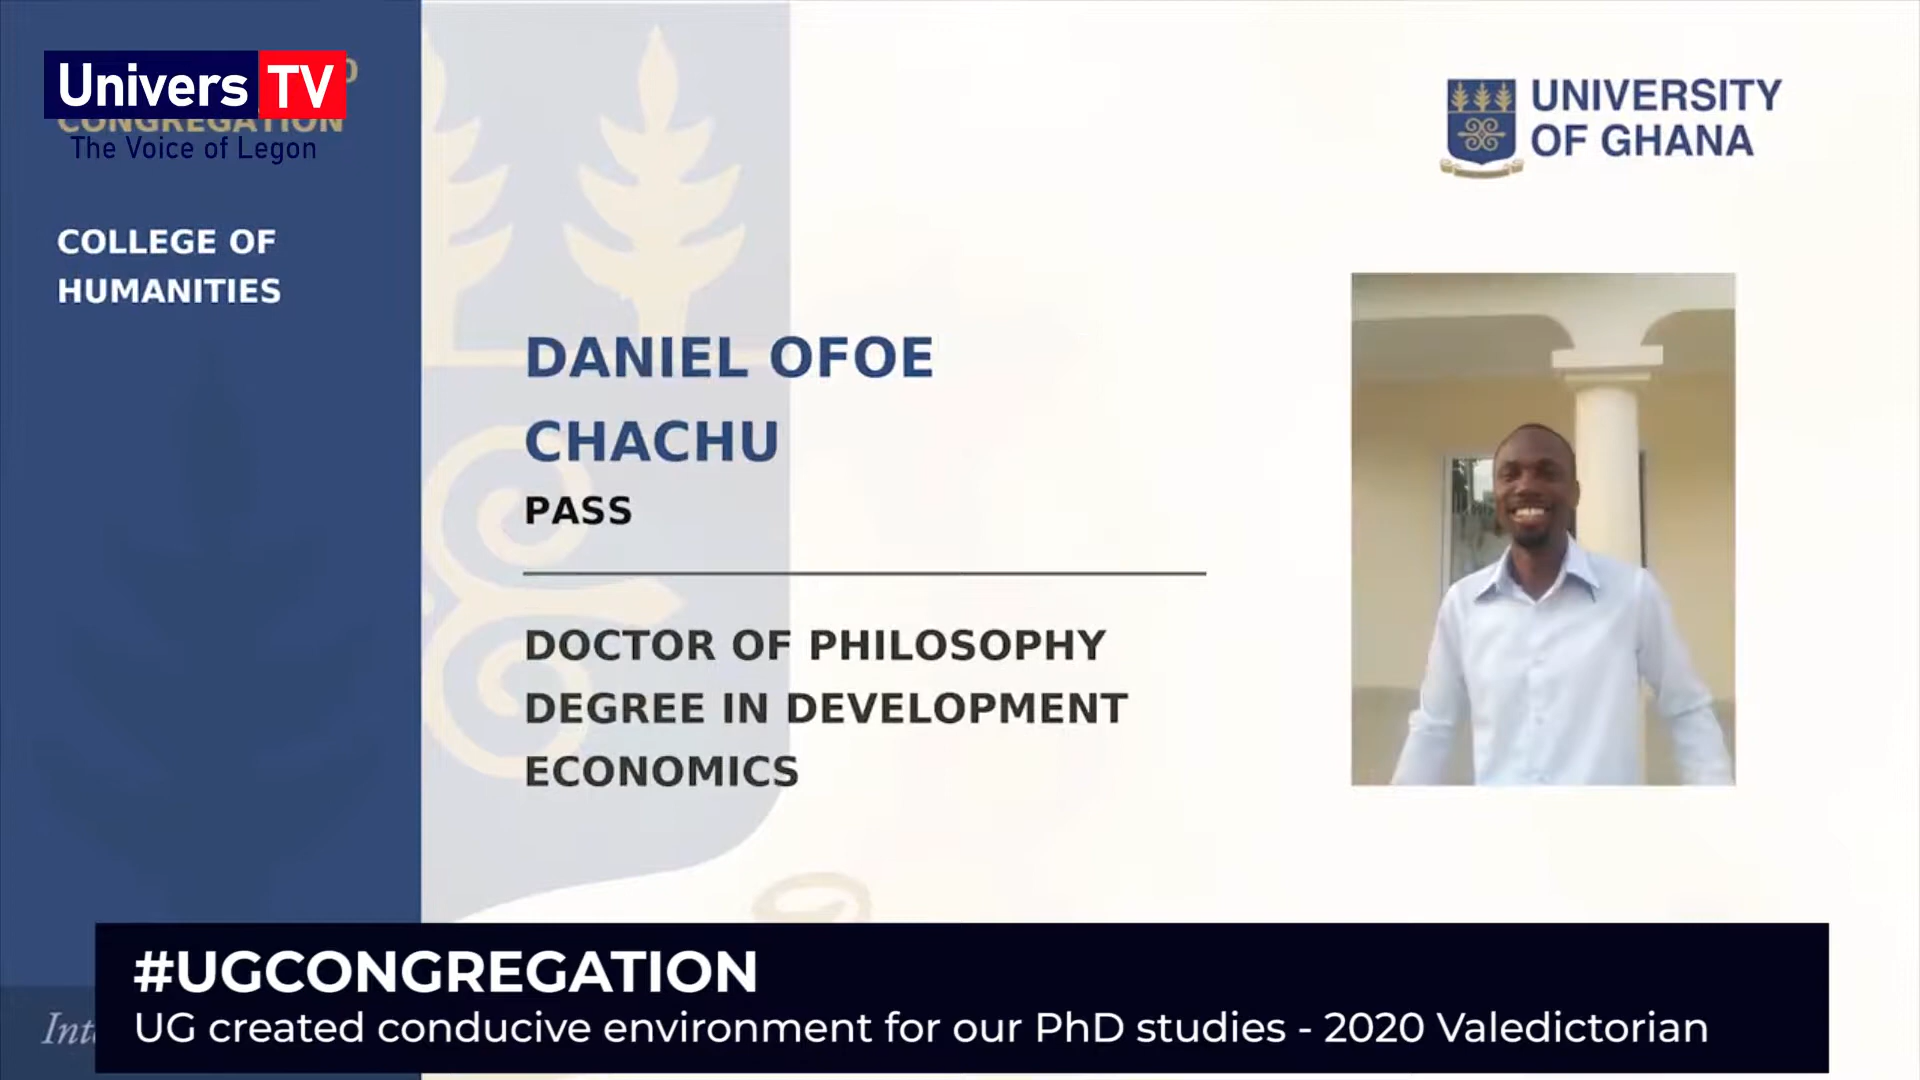 Univers TV
CONGREGATION
The Voice of Legon
COLLEGE OF
HUMANITIES
UNIVERSITY
OF GHANA
DANIEL OFOE
CHACHU
PASS
DOCTOR OF PHILOSOPHY
DEGREE IN DEVELOPMENT
ECONOMICS
#UGCONGREGATION
UG created conducive environment for our PhD studies - 2020 Valedictorian